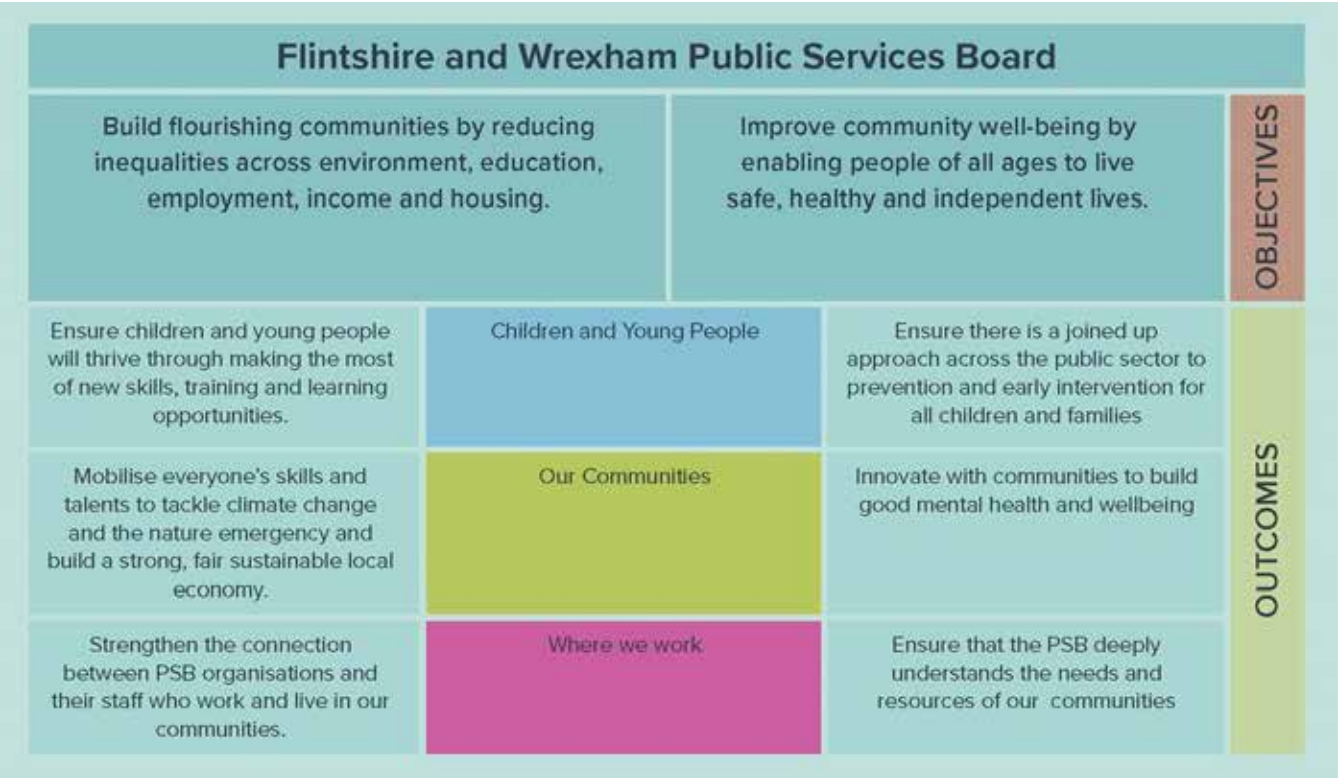 Flintshire and Wrexham Public Services Board
Build flourishing communities by reducing
inequalities across environment, education,
employment, income and housing.
Improve community well-being by
enabling people of all ages to live
safe, healthy and independent lives.
OBJECTIVES
Ensure children and young people
will thrive through making the most
of new skills, training and learning
opportunities.
Children and Young People
Ensure there is a joined up
approach across the public sector to
prevention and early intervention for
all children and families
Mobilise everyone's skills and
talents to tackle climate change
and the nature emergency and
build a strong, fair sustainable local
economy.
Our Communities
Innovate with communities to build
good mental health and wellbeing
Strengthen the connection
between PSB organisations and
their staff who work and live in our
communities.
Where we work
Ensure that the PSB deeply
understands the needs and
resources of our communities
OUTCOMES